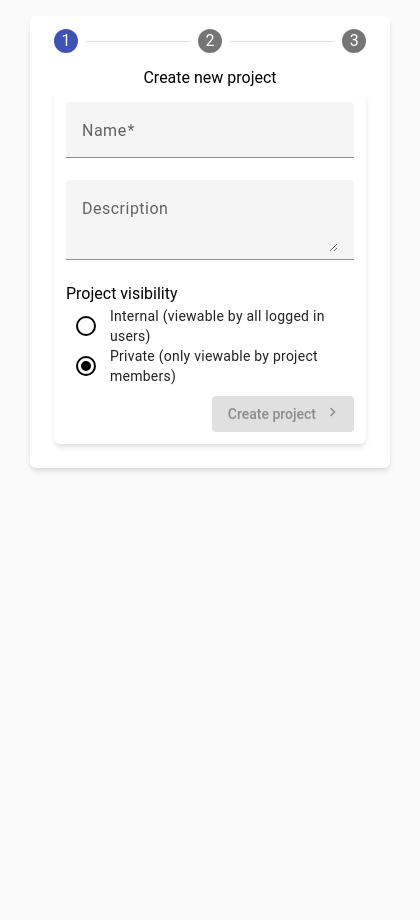 1 2 3
Create new project
Name*
Description
Project visibility
Internal (viewable by all logged in
users)
Private (only viewable by project
members)
Create project